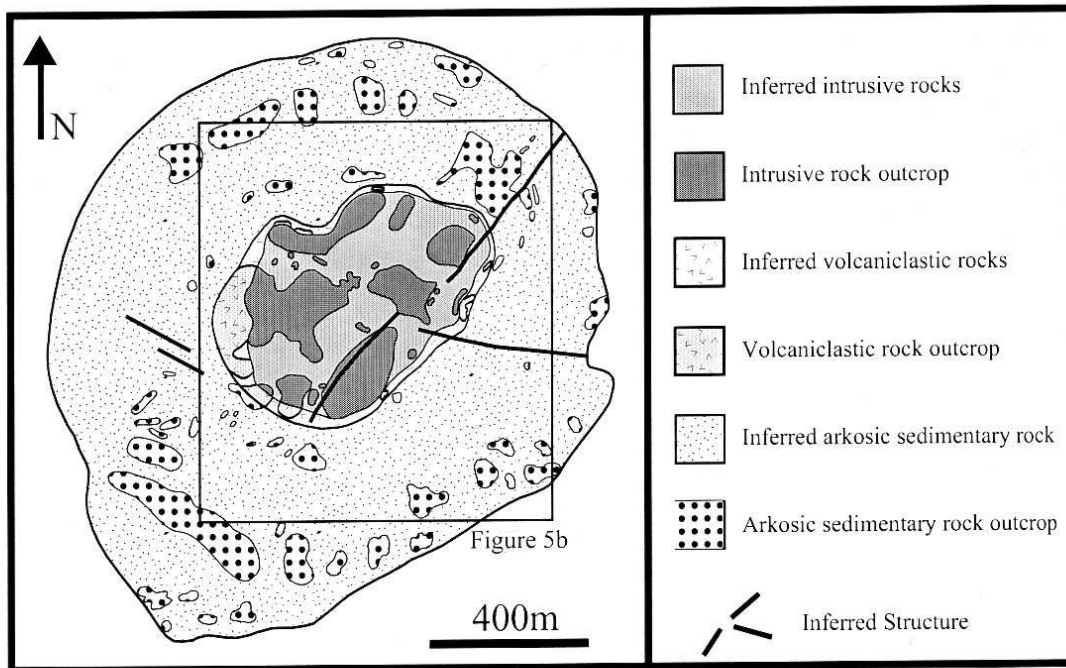 N
Figure 5b
400m
Inferred intrusive rocks
Intrusive rock outcrop
Inferred volcaniclastic rocks
Volcaniclastic rock outcrop
Inferred arkosic sedimentary rock
Arkosic sedimentary rock outcrop
Inferred Structure